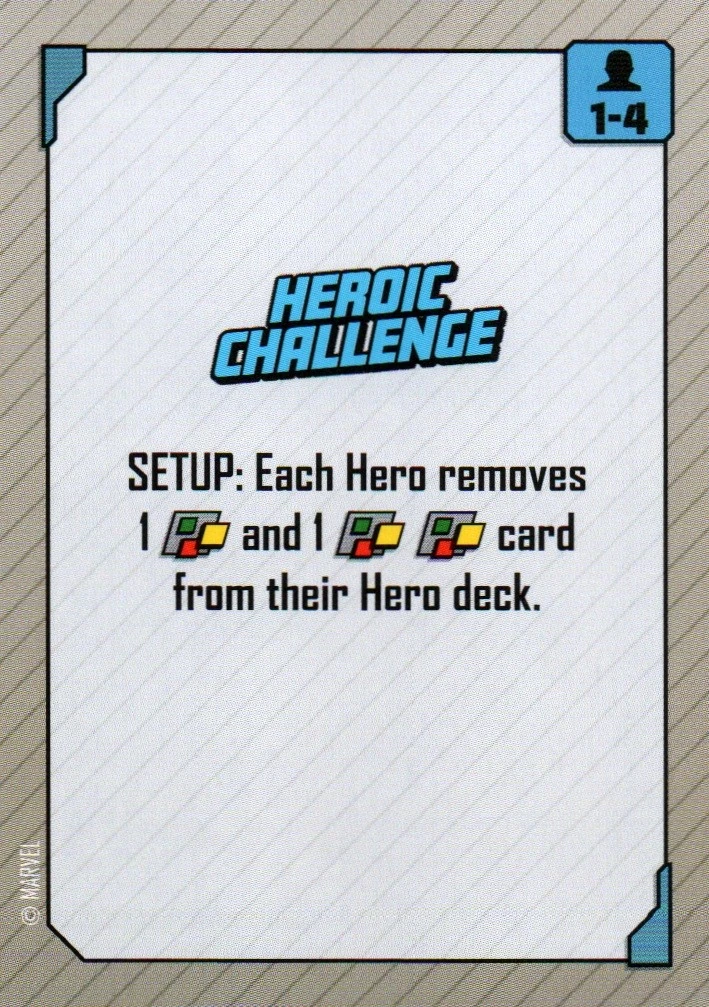 1-4
HEROIC
CHALLENGE
SETUP: Each Hero removes
1 and 1 card
from their Hero deck.
© MARVEL